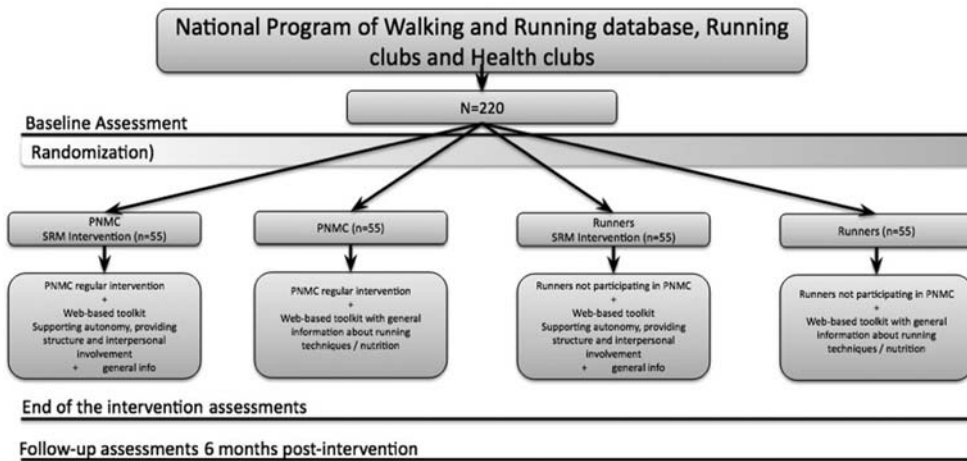 National Program of Walking and Running database, Running
clubs and Health clubs
N=220
Baseline Assessment
Randomization)
PNMC
SRM Intervention (n=55)
PNMC (n=55)
Runners
SRM Intervention (n=55)
Runners (n=55)
PNMC regular intervention
+
Web-based toolkit
Supporting autonomy, providing
structure and interpersonal
involvement
+ general info
PNMC regular intervention
+
Web-based toolkit with general
information about running
techniques / nutrition
Runners not participating in PNMC
+
Web-based toolkit
Supporting autonomy, providing
structure and interpersonal
involvement
+ general info
Runners not participating in PNMC
+
Web-based toolkit with general
information about running
techniques / nutrition
End of the intervention assessments
Follow-up assessments 6 months post-intervention